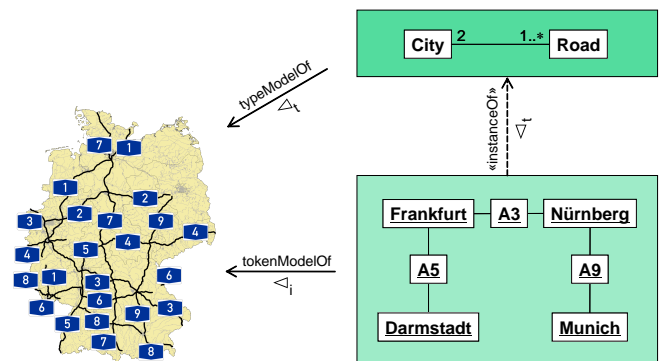 2 1..*
City Road
typeModelOf
◁t
«instanceOf»
◁t
7 1
1 2
3 2 7 9
4 5 4 4
8 1 3 6
6 6 3
5 8 9
7 8
tokenModelOf
◁i
Frankfurt A3 Nürnberg
A5 A9
Darmstadt Munich